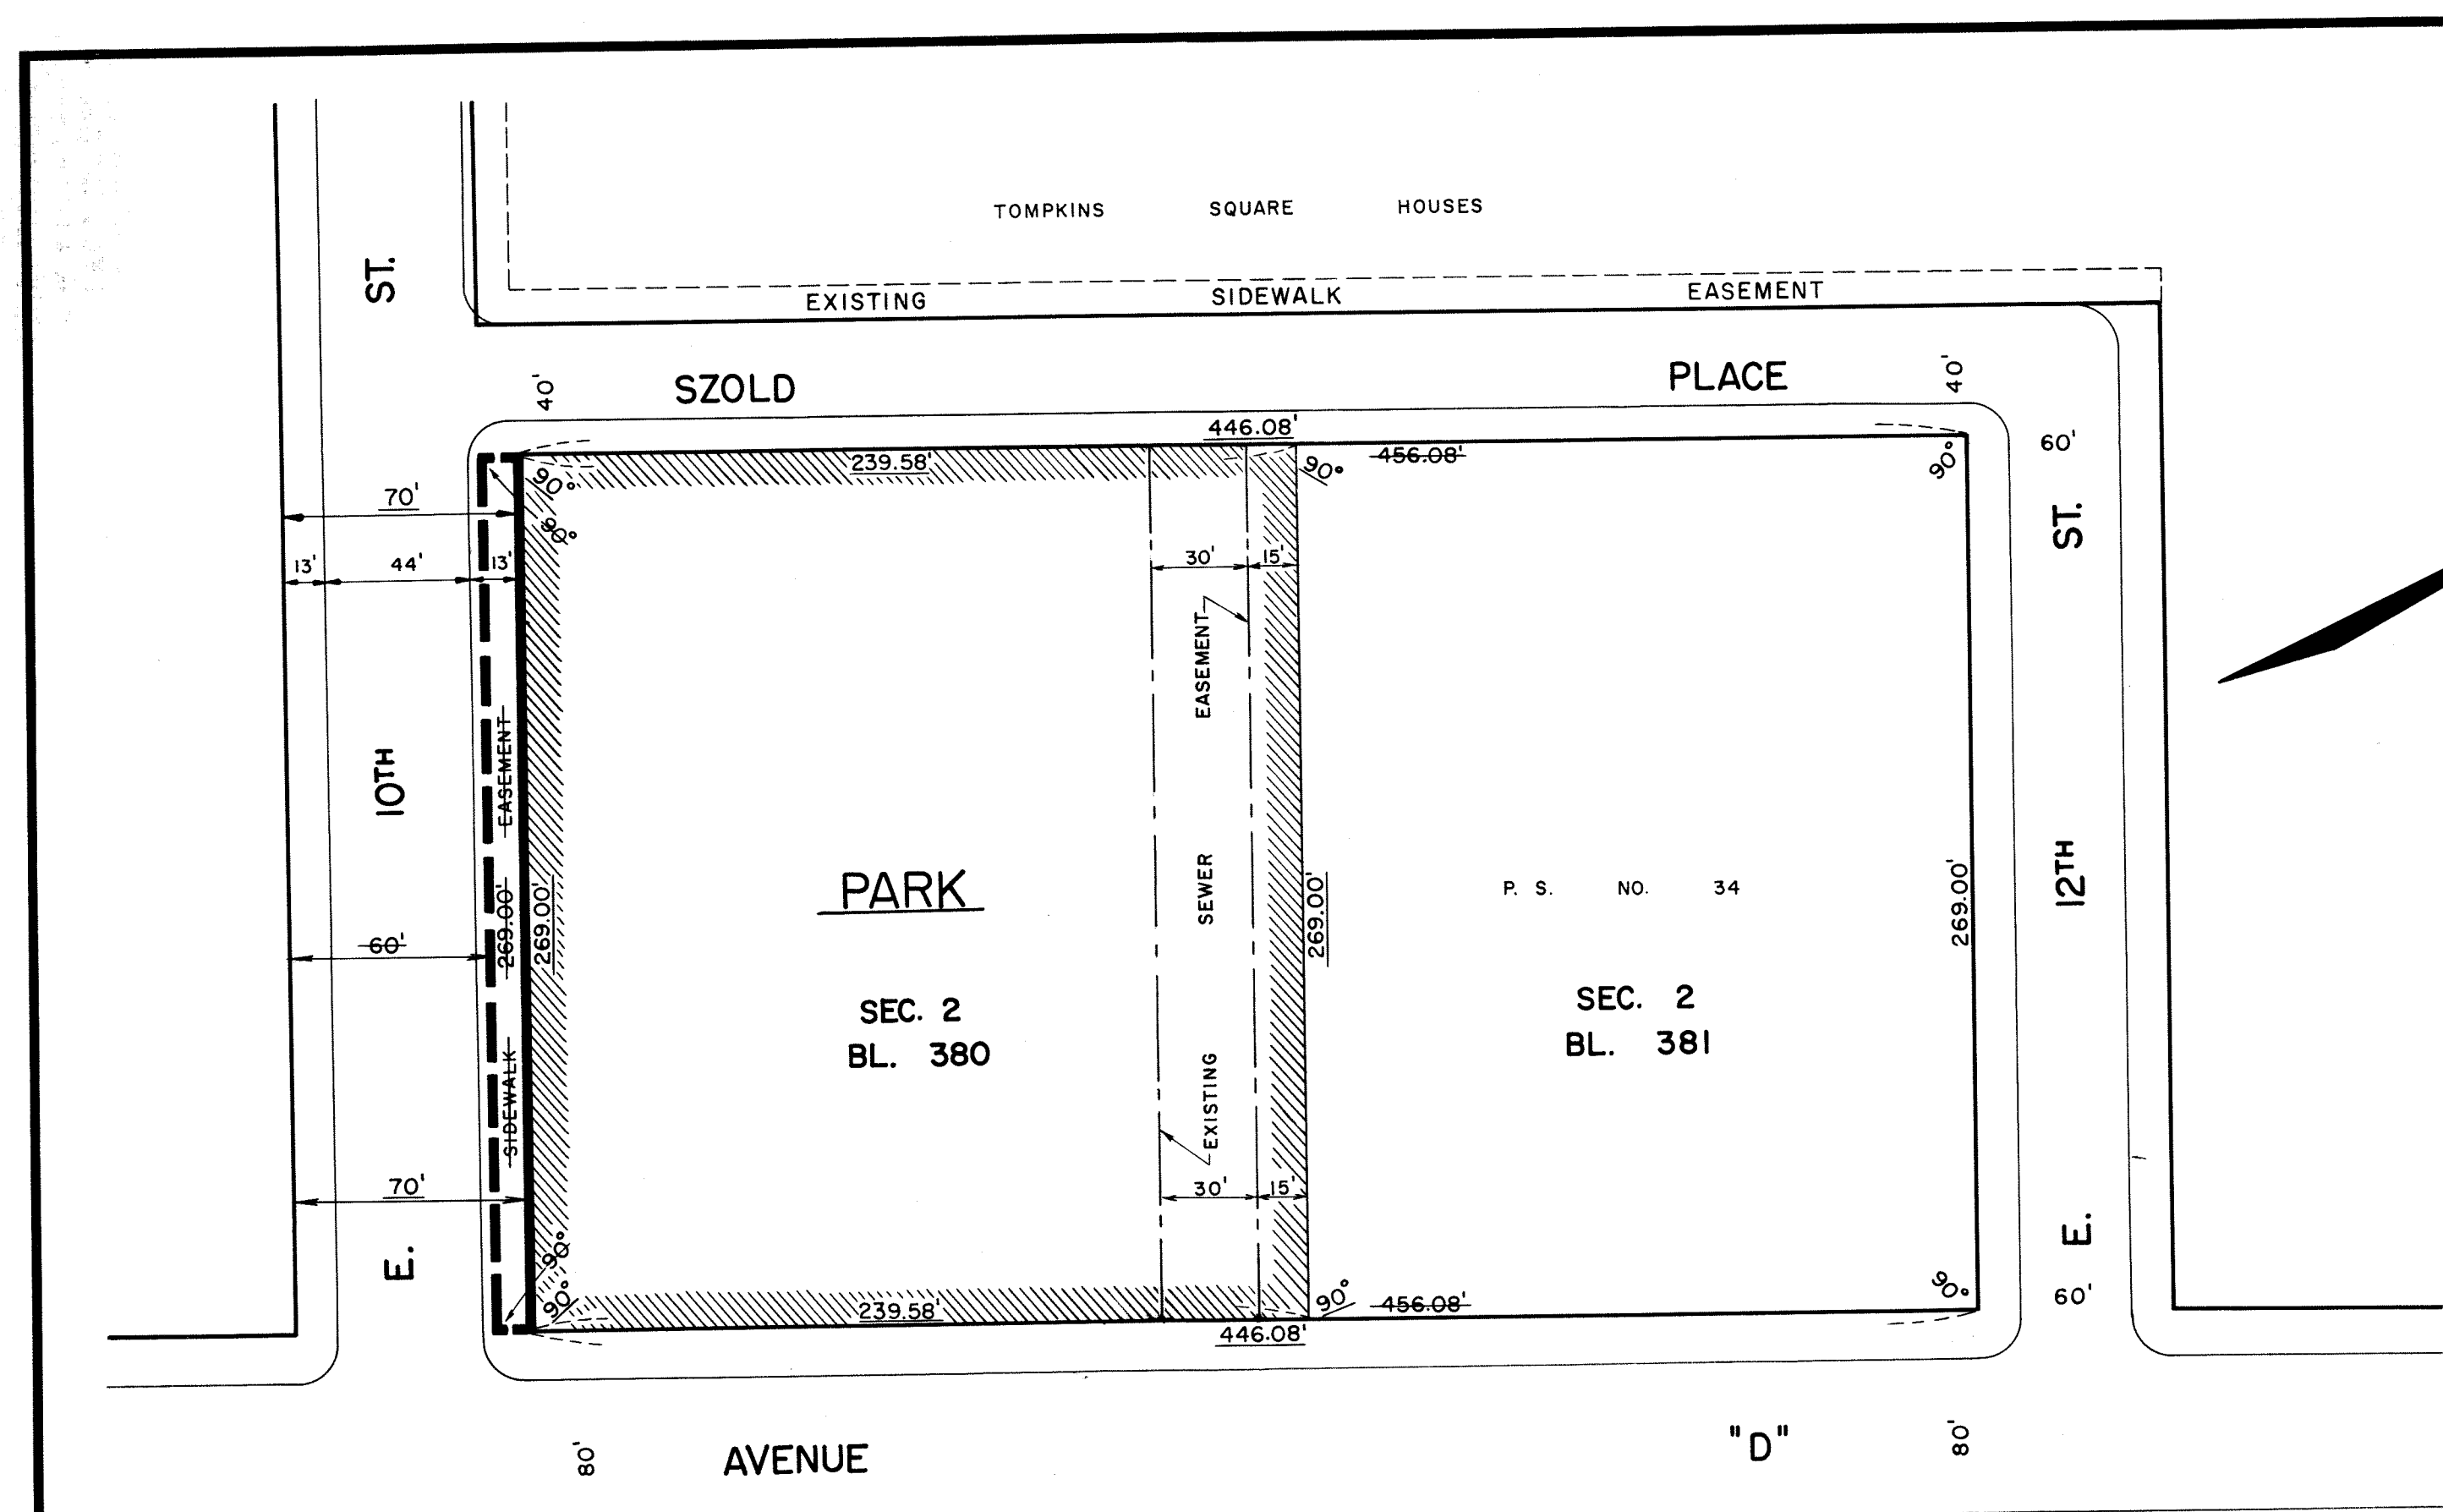 TOMPKINS SQUARE HOUSES
EXISTING SIDEWALK EASEMENT
ST.
40'
SZOLD PLACE
40'
446.08'
456.08'
239.58'
60'
90°
90°
90°
90°
70'
13' 44' 13'
30' 15'
ST.
EXISTING SEWER EASEMENT
SIDEWALK EASEMENT
10TH
269.00'
269.00'
269.00'
269.00'
12TH
PARK
P. S. NO. 34
60'
SEC. 2
BL. 380
SEC. 2
BL. 381
70'
30' 15'
E.
E.
90°
90°
90°
90°
239.58'
456.08'
446.08'
60'
80'
AVENUE "D"
80'